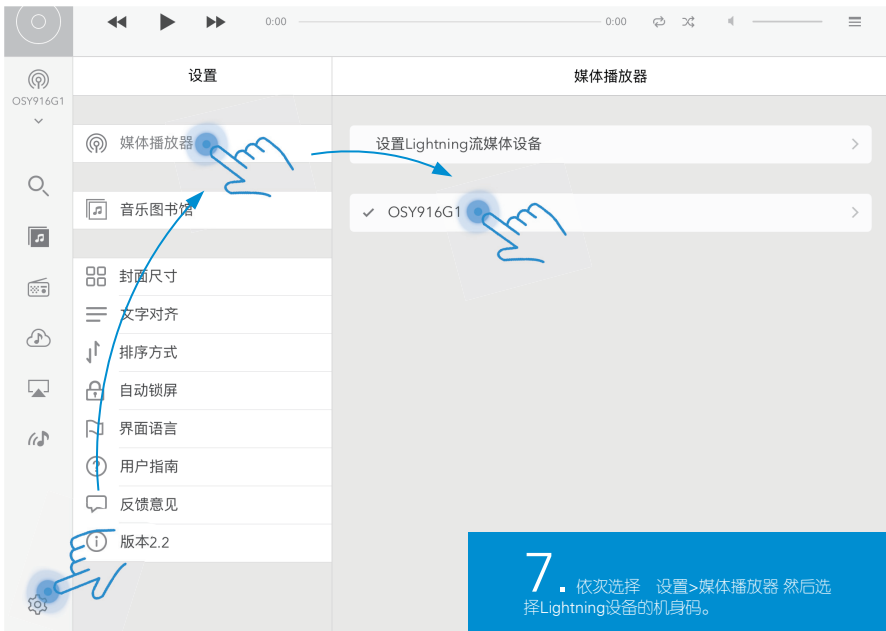 0:00
0:00
OSY916G1
设置
媒体播放器
媒体播放器
音乐图书馆
封面尺寸
文字对齐
排序方式
自动锁屏
界面语言
用户指南
反馈意见
版本2.2
设置Lightning流媒体设备
OSY916G1
7. 依次选择 设置>媒体播放器 然后选
择Lightning设备的机身码。